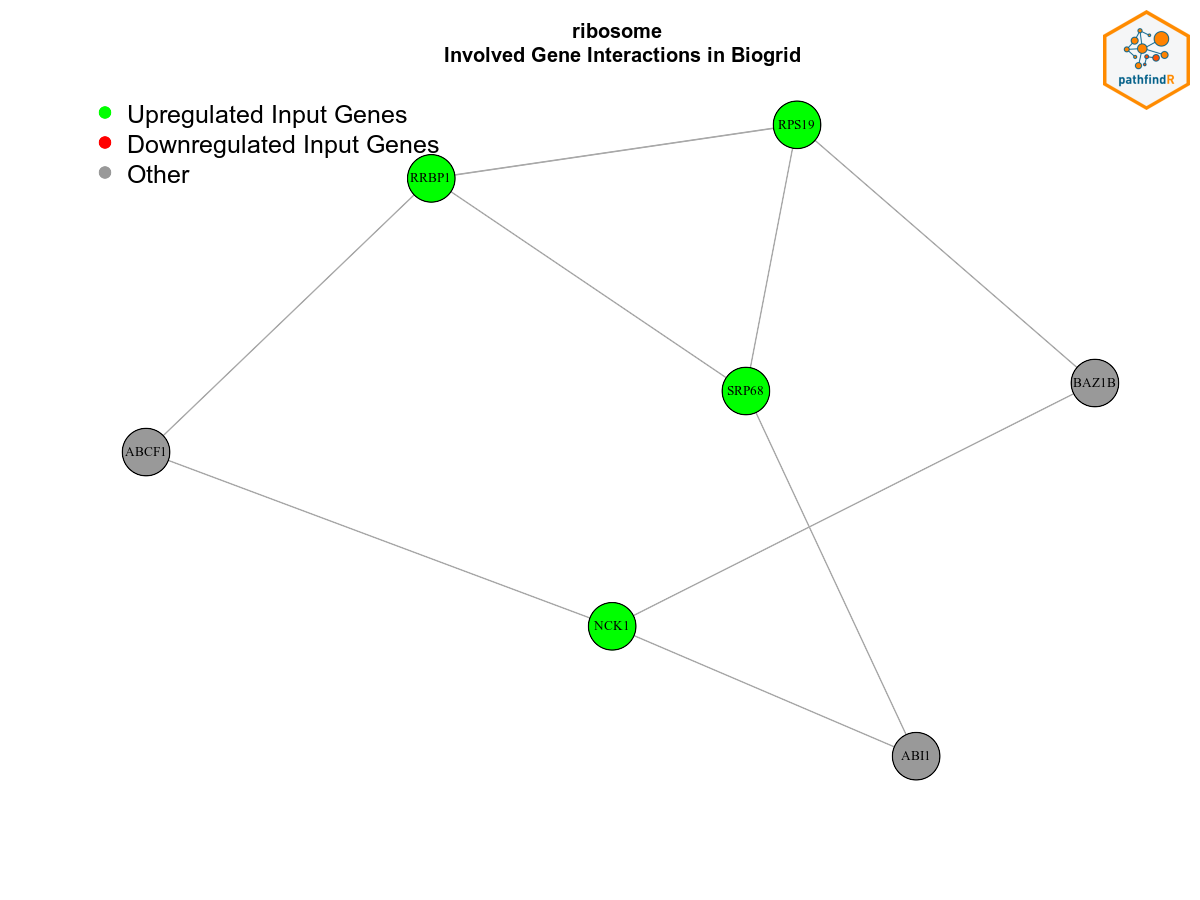 ribosome
Involved Gene Interactions in Biogrid
pathfindR
Upregulated Input Genes
Downregulated Input Genes
Other
RPS19
RRBP1
BAZ1B
SRP68
ABCF1
NCK1
ABI1